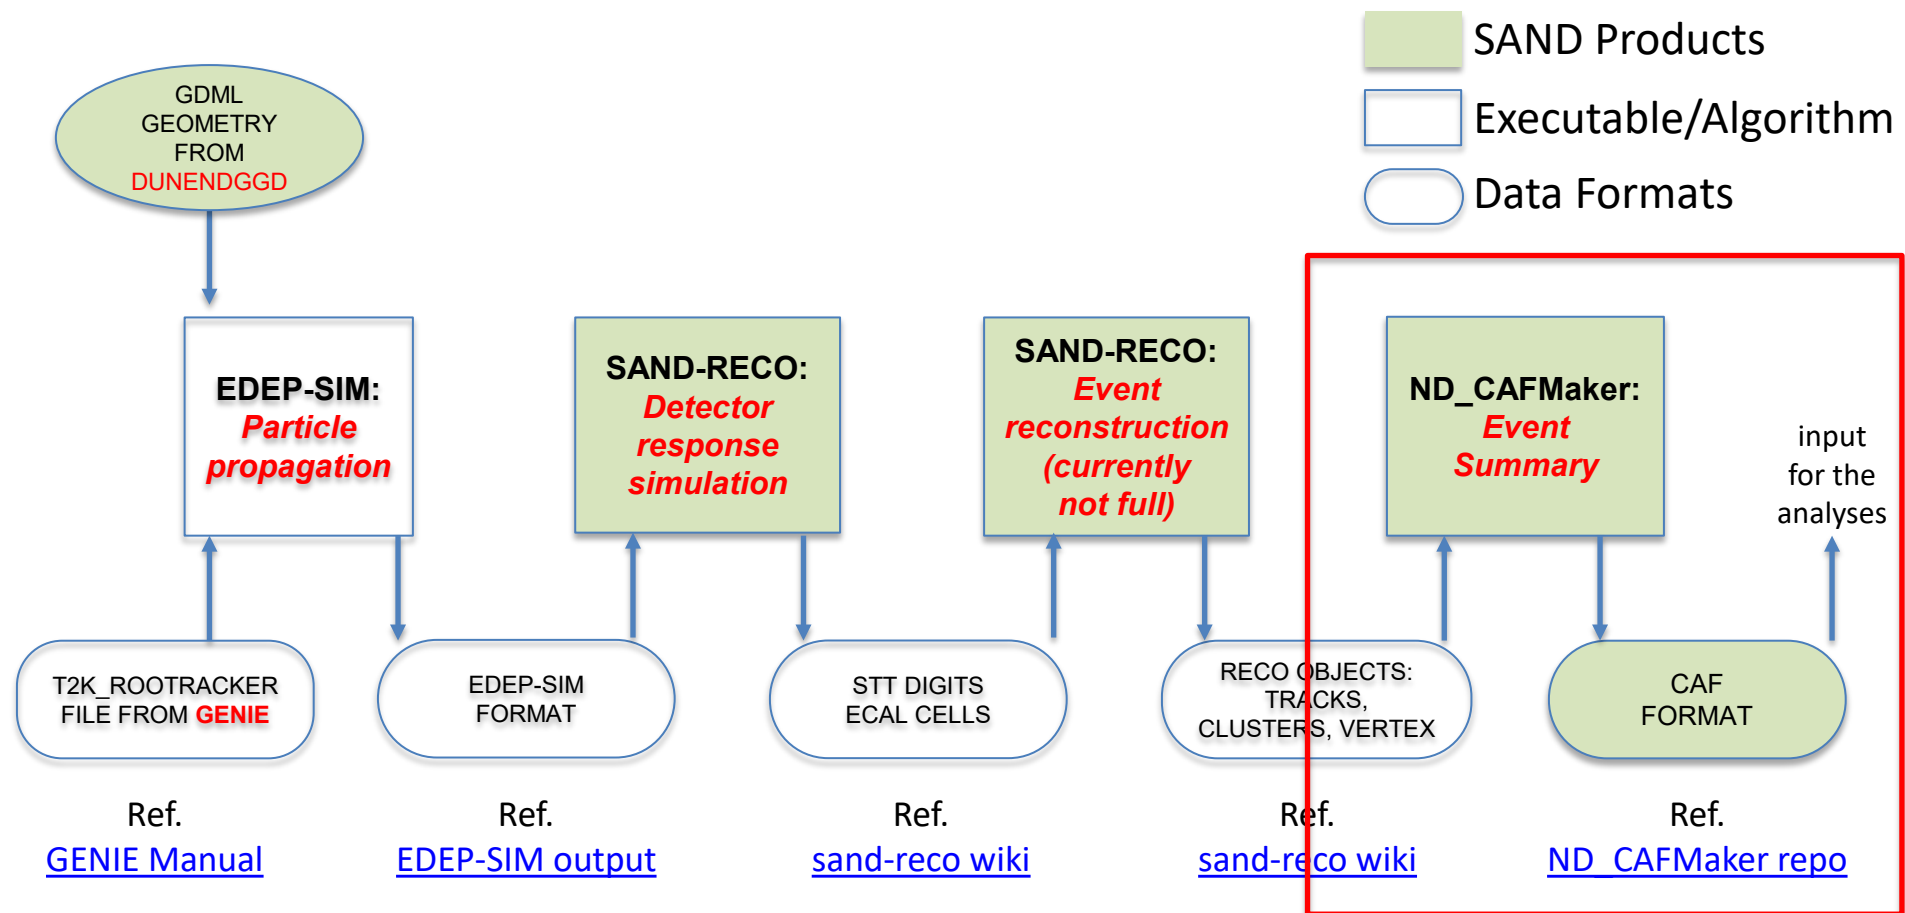 SAND Products
Executable/Algorithm
Data Formats
GDML
GEOMETRY
FROM
DUNENDGGD
EDEP-SIM:
Particle
propagation
SAND-RECO:
Detector
response
simulation
SAND-RECO:
Event
reconstruction
(currently
not full)
ND_CAFMaker:
Event
Summary
input
for the
analyses
T2K_ROOTRACKER
FILE FROM GENIE
EDEP-SIM
FORMAT
STT DIGITS
ECAL CELLS
RECO OBJECTS:
TRACKS,
CLUSTERS, VERTEX
CAF
FORMAT
Ref.
GENIE Manual
Ref.
EDEP-SIM output
Ref.
sand-reco wiki
Ref.
sand-reco wiki
Ref.
ND_CAFMaker repo